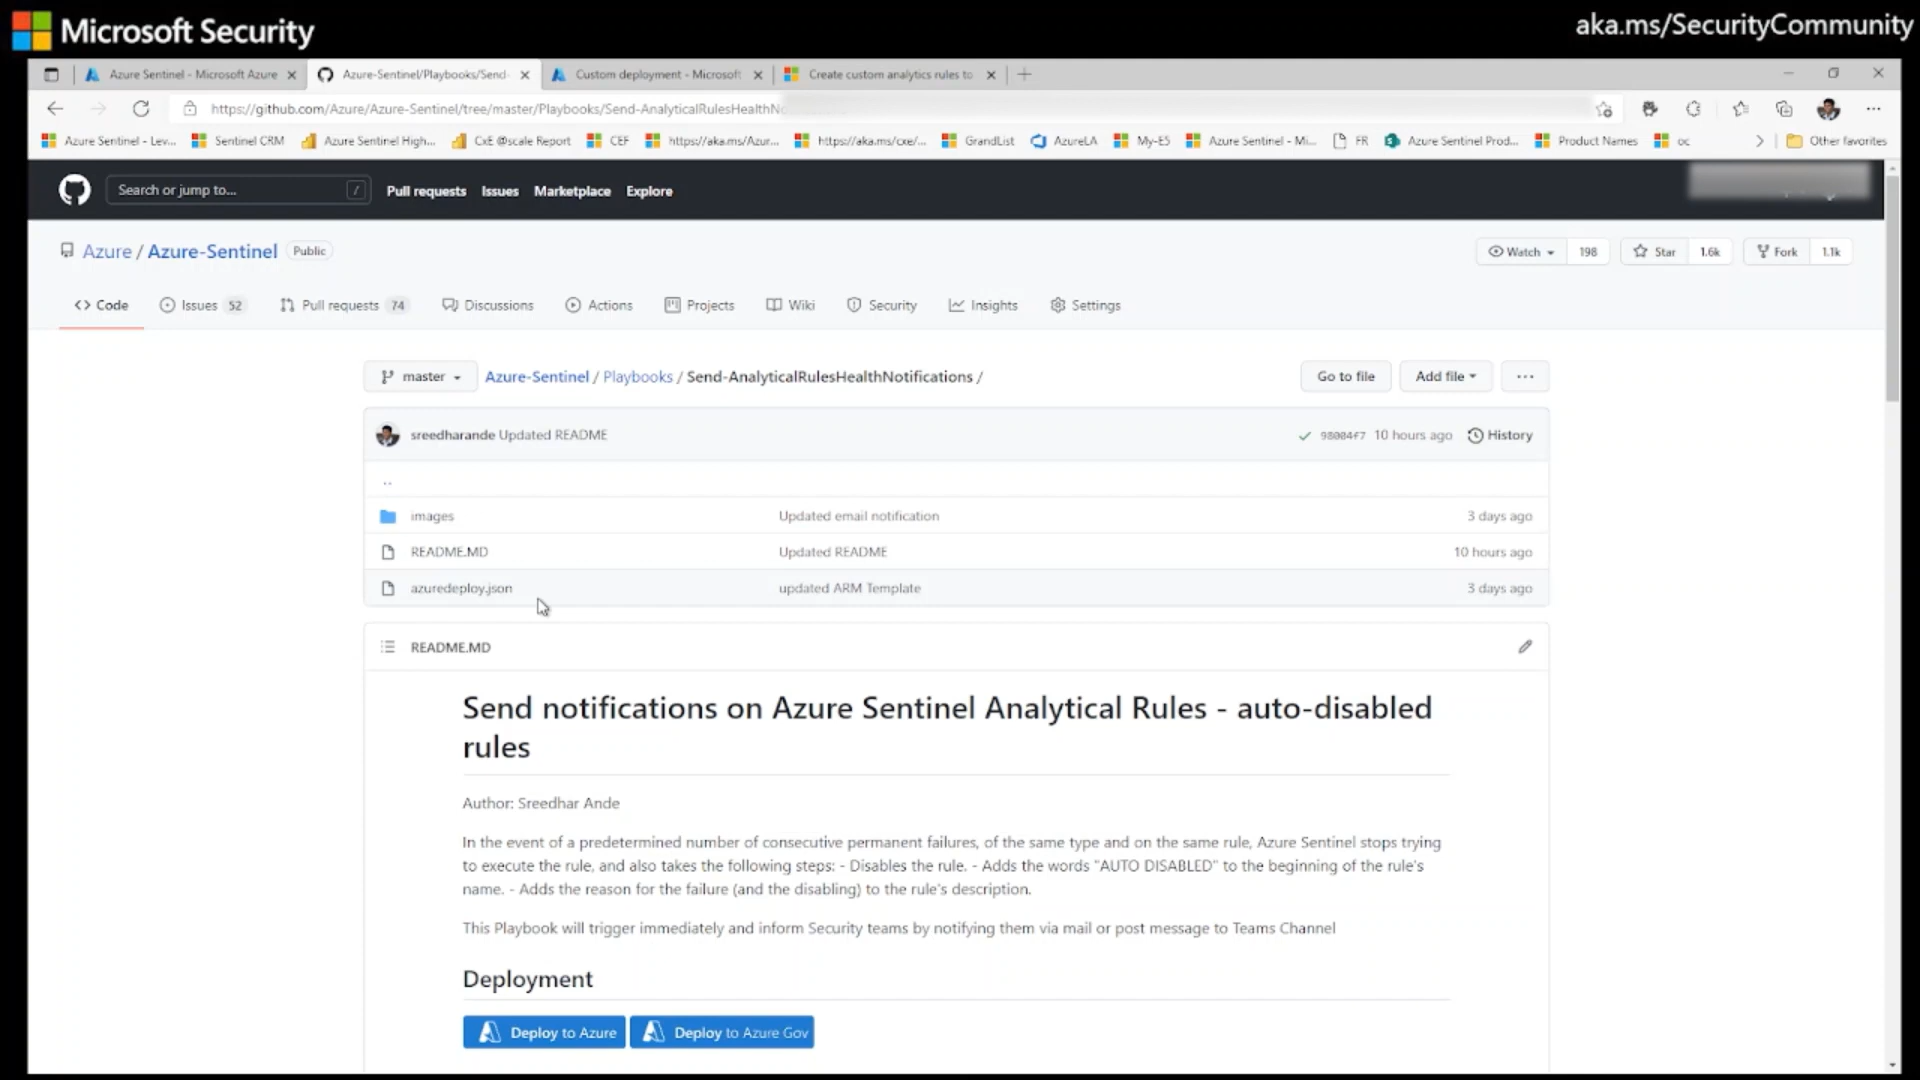 Microsoft Security
aka.ms/SecurityCommunity
Azure Sentinel - Microsoft Azure
Azure-Sentinel/Playbooks/Send-
Custom deployment - Microsoft
Create custom analytics rules to
https://github.com/Azure/Azure-Sentinel/tree/master/Playbooks/Send-AnalyticalRulesHealthNo
Azure Sentinel - Lev...
Sentinel CRM
Azure Sentinel High...
CxE @scale Report
CEF
https://aka.ms/Azur...
https://aka.ms/cxe/...
GrandList
AzureLA
My-E5
Azure Sentinel - Mi...
FR
Azure Sentinel Prod...
Product Names
oc
Other favorites
Search or jump to...
/
Pull requests
Issues
Marketplace
Explore
Azure / Azure-Sentinel
Public
Watch
198
Star
1.6k
Fork
1.1k
<> Code
Issues 52
Pull requests 74
Discussions
Actions
Projects
Wiki
Security
Insights
Settings
master
Azure-Sentinel / Playbooks / Send-AnalyticalRulesHealthNotifications /
Go to file
Add file
...
sreedharande Updated README
98084f7 10 hours ago
History
..
images
Updated email notification
3 days ago
README.MD
Updated README
10 hours ago
azuredeploy.json
updated ARM Template
3 days ago
README.MD
Send notifications on Azure Sentinel Analytical Rules - auto-disabled
rules
Author: Sreedhar Ande
In the event of a predetermined number of consecutive permanent failures, of the same type and on the same rule, Azure Sentinel stops trying
to execute the rule, and also takes the following steps: - Disables the rule. - Adds the words "AUTO DISABLED" to the beginning of the rule's
name. - Adds the reason for the failure (and the disabling) to the rule's description.
This Playbook will trigger immediately and inform Security teams by notifying them via mail or post message to Teams Channel
Deployment
Deploy to Azure
Deploy to Azure Gov